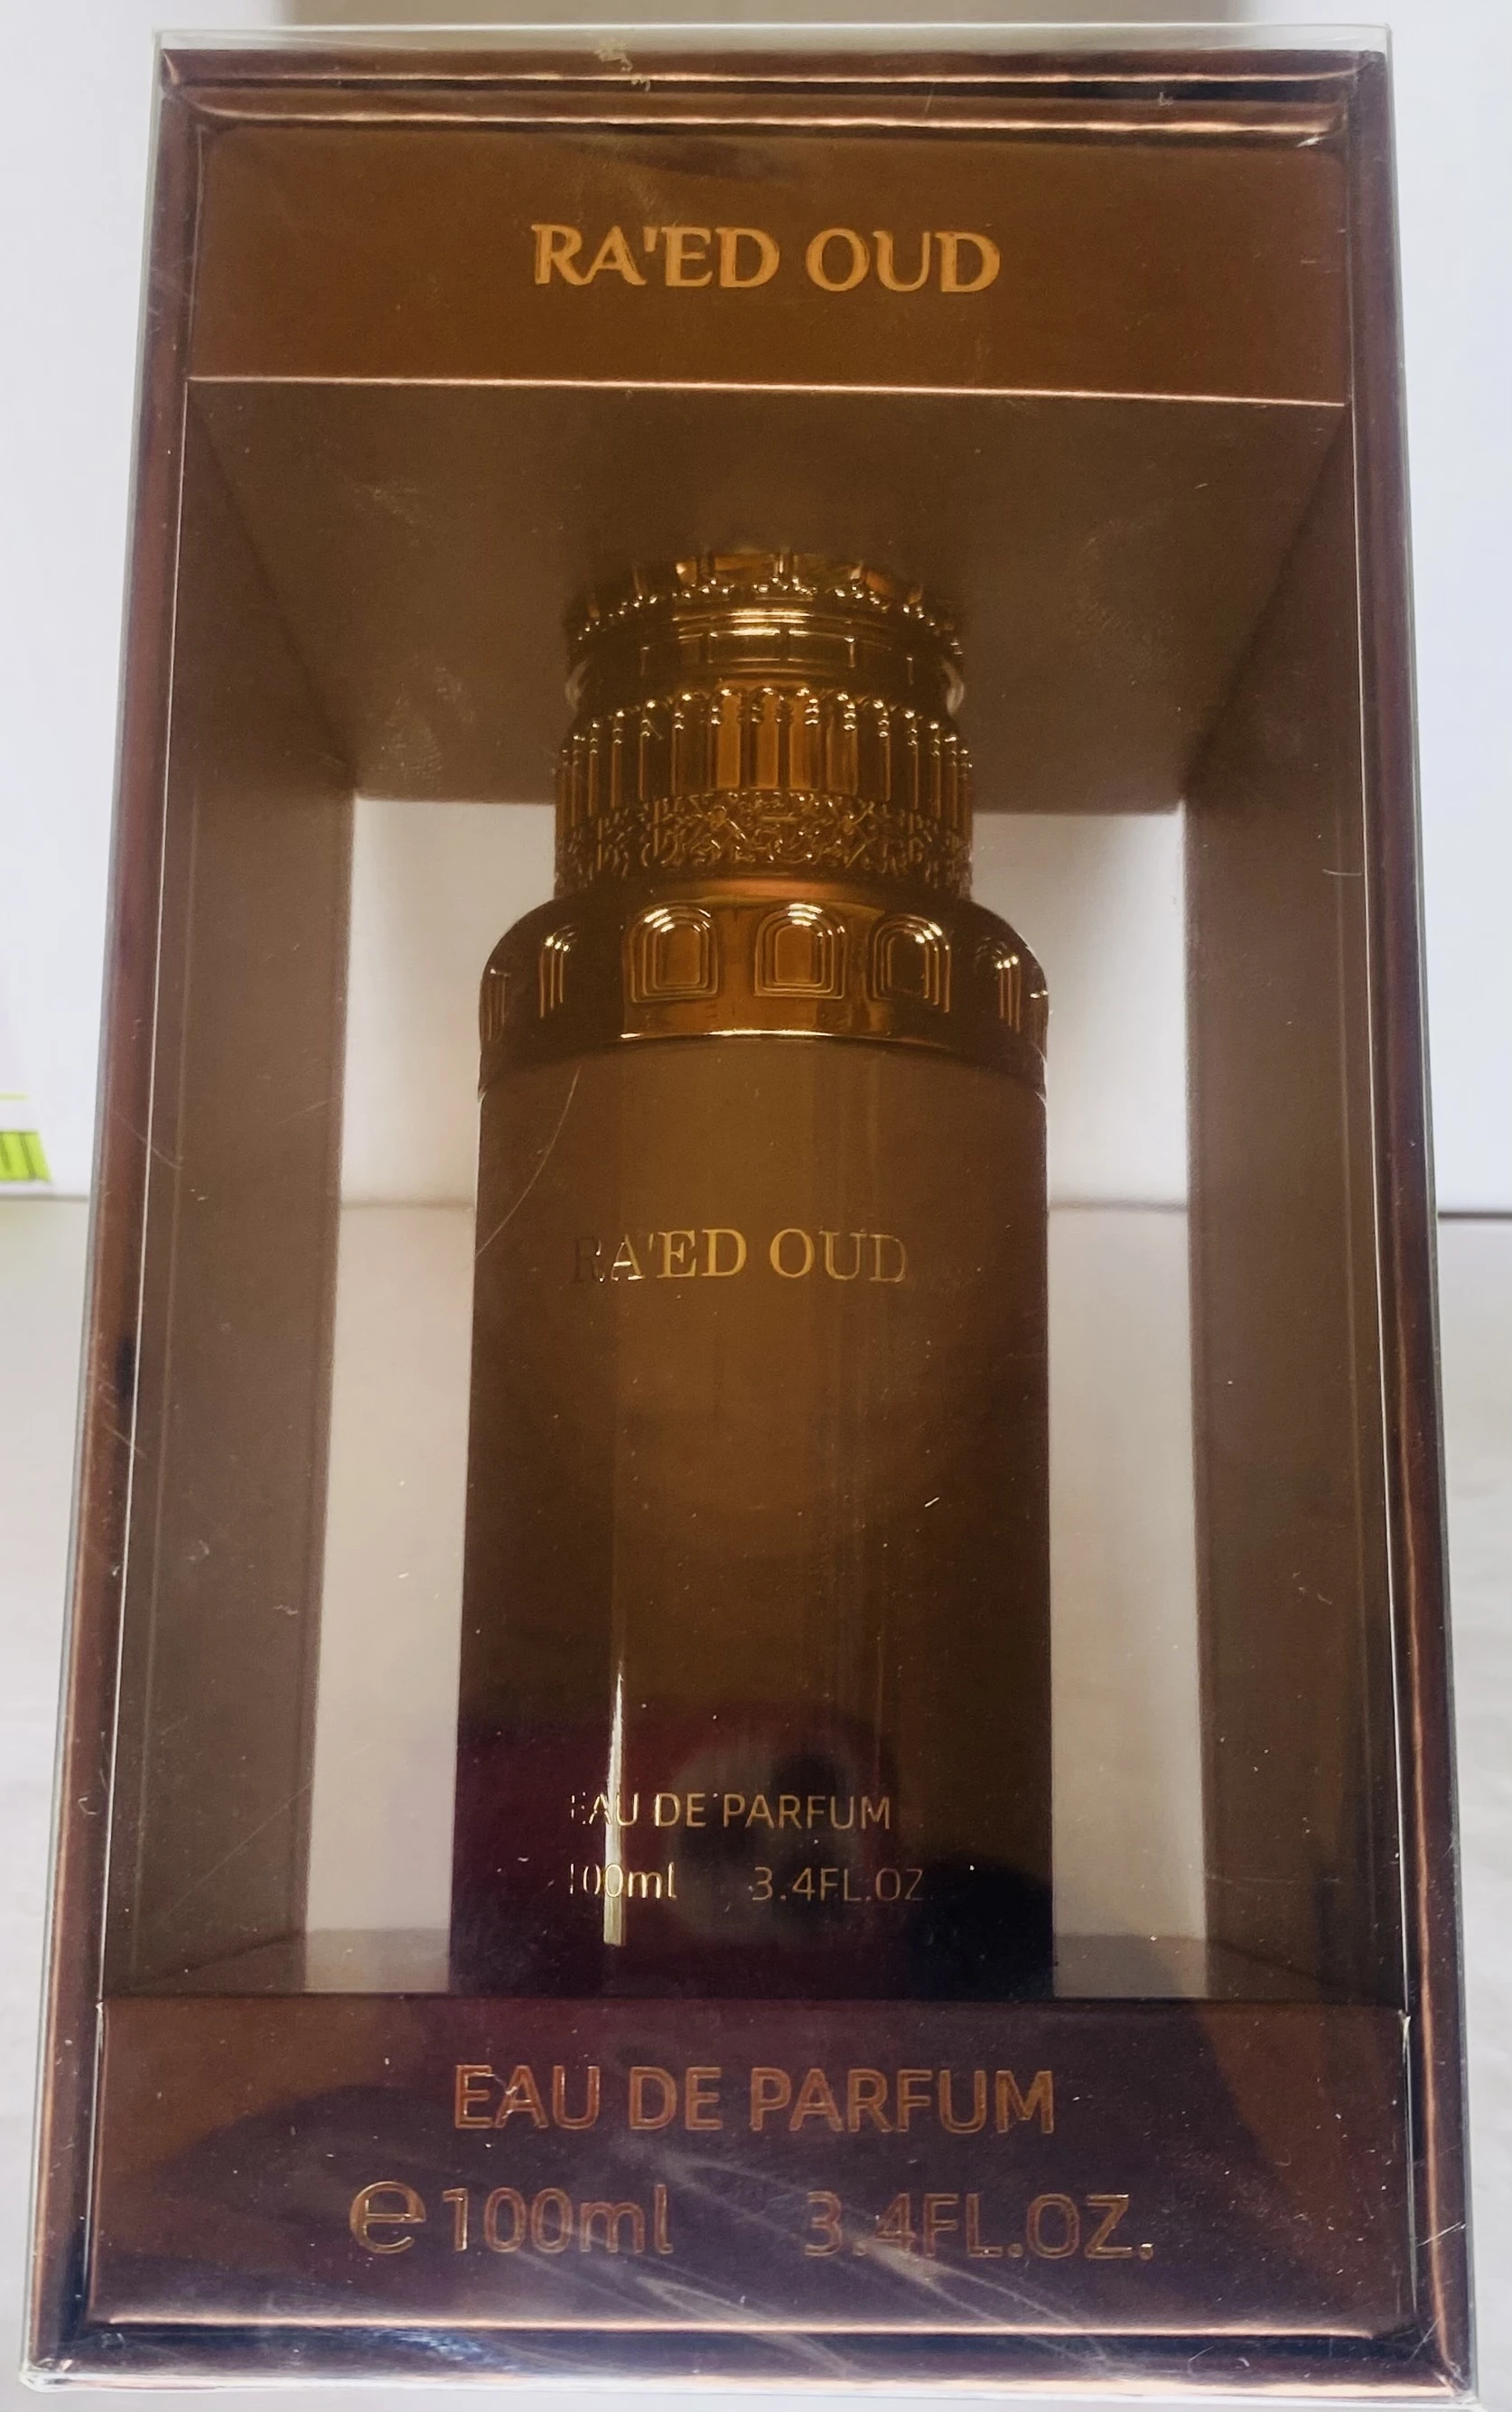 RA'ED OUD
RA'ED OUD
EAU DE PARFUM
100ml 3.4FL.OZ.
EAU DE PARFUM
℮100ml 3.4FL.OZ.